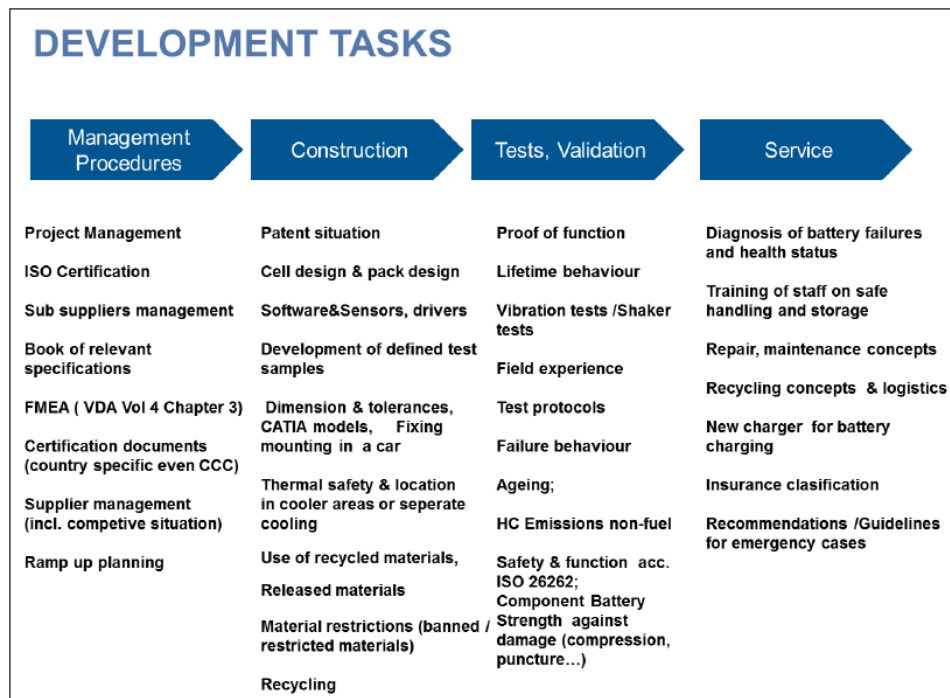 DEVELOPMENT TASKS
Management
Procedures
Construction
Tests, Validation
Service
Project Management
ISO Certification
Sub suppliers management
Book of relevant
specifications
FMEA ( VDA Vol 4 Chapter 3)
Certification documents
(country specific even CCC)
Supplier management
(incl. competive situation)
Ramp up planning
Patent situation
Cell design & pack design
Software&Sensors, drivers
Development of defined test
samples
Dimension & tolerances,
CATIA models, Fixing
mounting in a car
Thermal safety & location
in cooler areas or seperate
cooling
Use of recycled materials,
Released materials
Material restrictions (banned /
restricted materials)
Recycling
Proof of function
Lifetime behaviour
Vibration tests /Shaker
tests
Field experience
Test protocols
Failure behaviour
Ageing;
HC Emissions non-fuel
Safety & function acc.
ISO 26262;
Component Battery
Strength against
damage (compression,
puncture...)
Diagnosis of battery failures
and health status
Training of staff on safe
handling and storage
Repair, maintenance concepts
Recycling concepts & logistics
New charger for battery
charging
Insurance clasification
Recommendations /Guidelines
for emergency cases